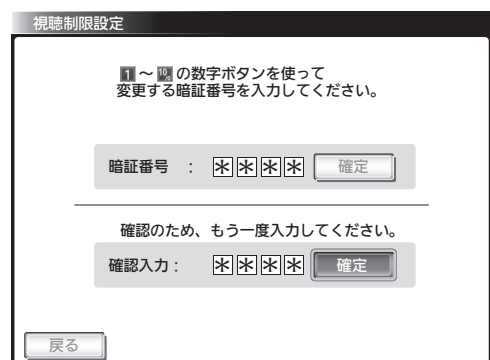 視聴制限設定
1 ～ 10 の数字ボタンを使って
変更する暗証番号を入力してください。
暗証番号 ： ＊＊＊＊ 確定
確認のため、もう一度入力してください。
確認入力： ＊＊＊＊ 確定
戻る